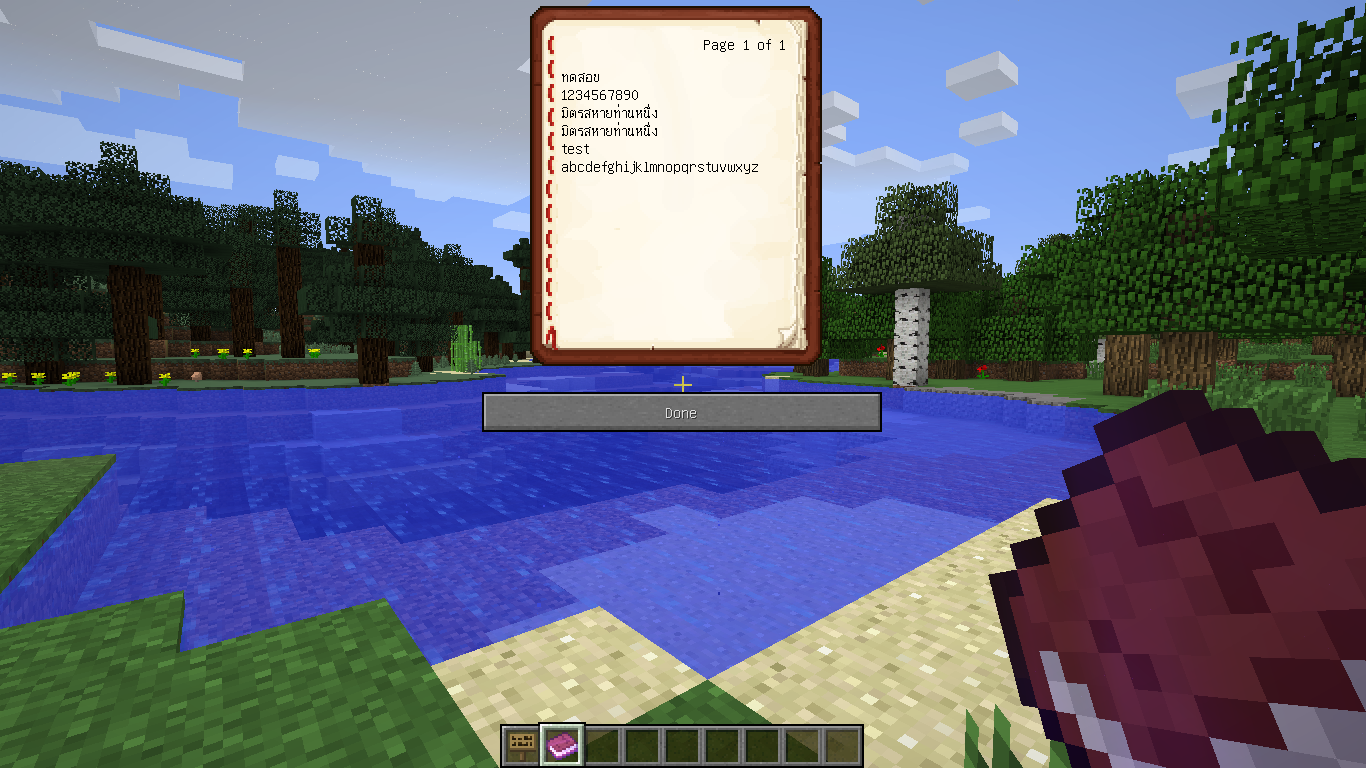 Page 1 of 1
ทดสอบ
1234567890
มิตรสหายท่านหนึ่ง
มิตรสหายท่านหนึ่ง
test
abcdefghijklmnopqrstuvwxyz
Done